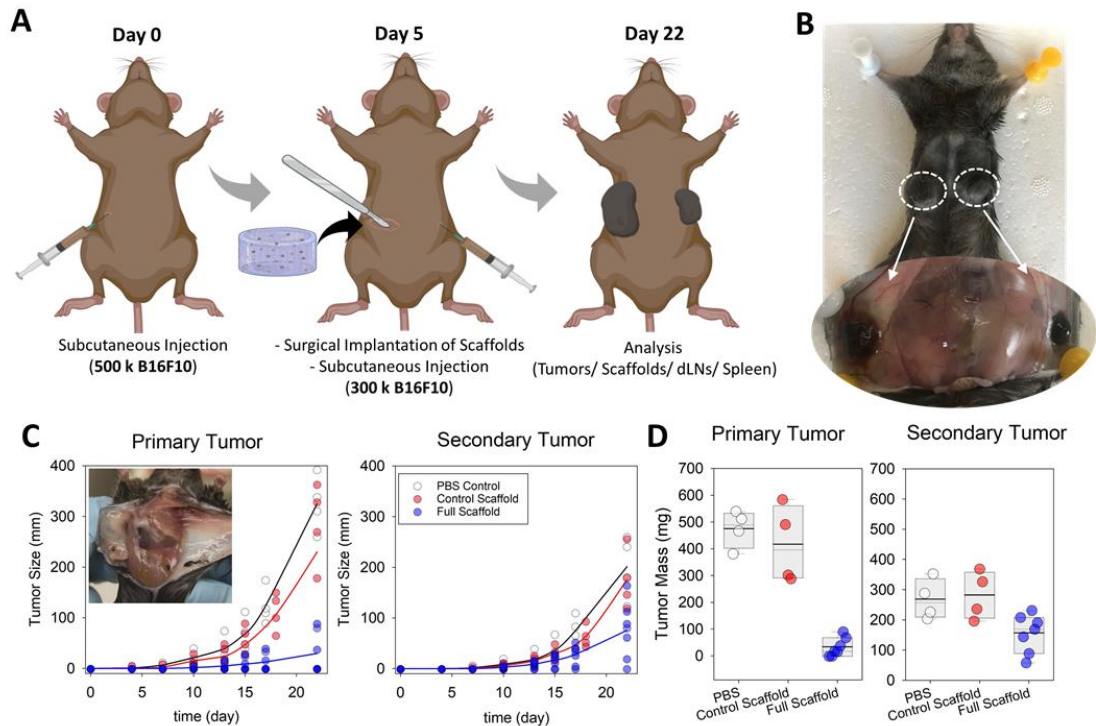 A
Day 0
Day 5
Day 22
Subcutaneous Injection
(500 k B16F10)
- Surgical Implantation of Scaffolds
- Subcutaneous Injection
(300 k B16F10)
Analysis
(Tumors/ Scaffolds/ dLNs/ Spleen)
B
C
Primary Tumor
Tumor Size (mm)
400
300
200
100
0
0 5 10 15 20
time (day)
Secondary Tumor
Tumor Size (mm)
400
300
200
100
0
PBS Control
Control Scaffold
Full Scaffold
0 5 10 15 20
time (day)
D
Primary Tumor
Tumor Mass (mg)
700
600
500
400
300
200
100
0
PBS
Control Scaffold
Full Scaffold
Secondary Tumor
700
600
500
400
300
200
100
0
PBS
Control Scaffold
Full Scaffold